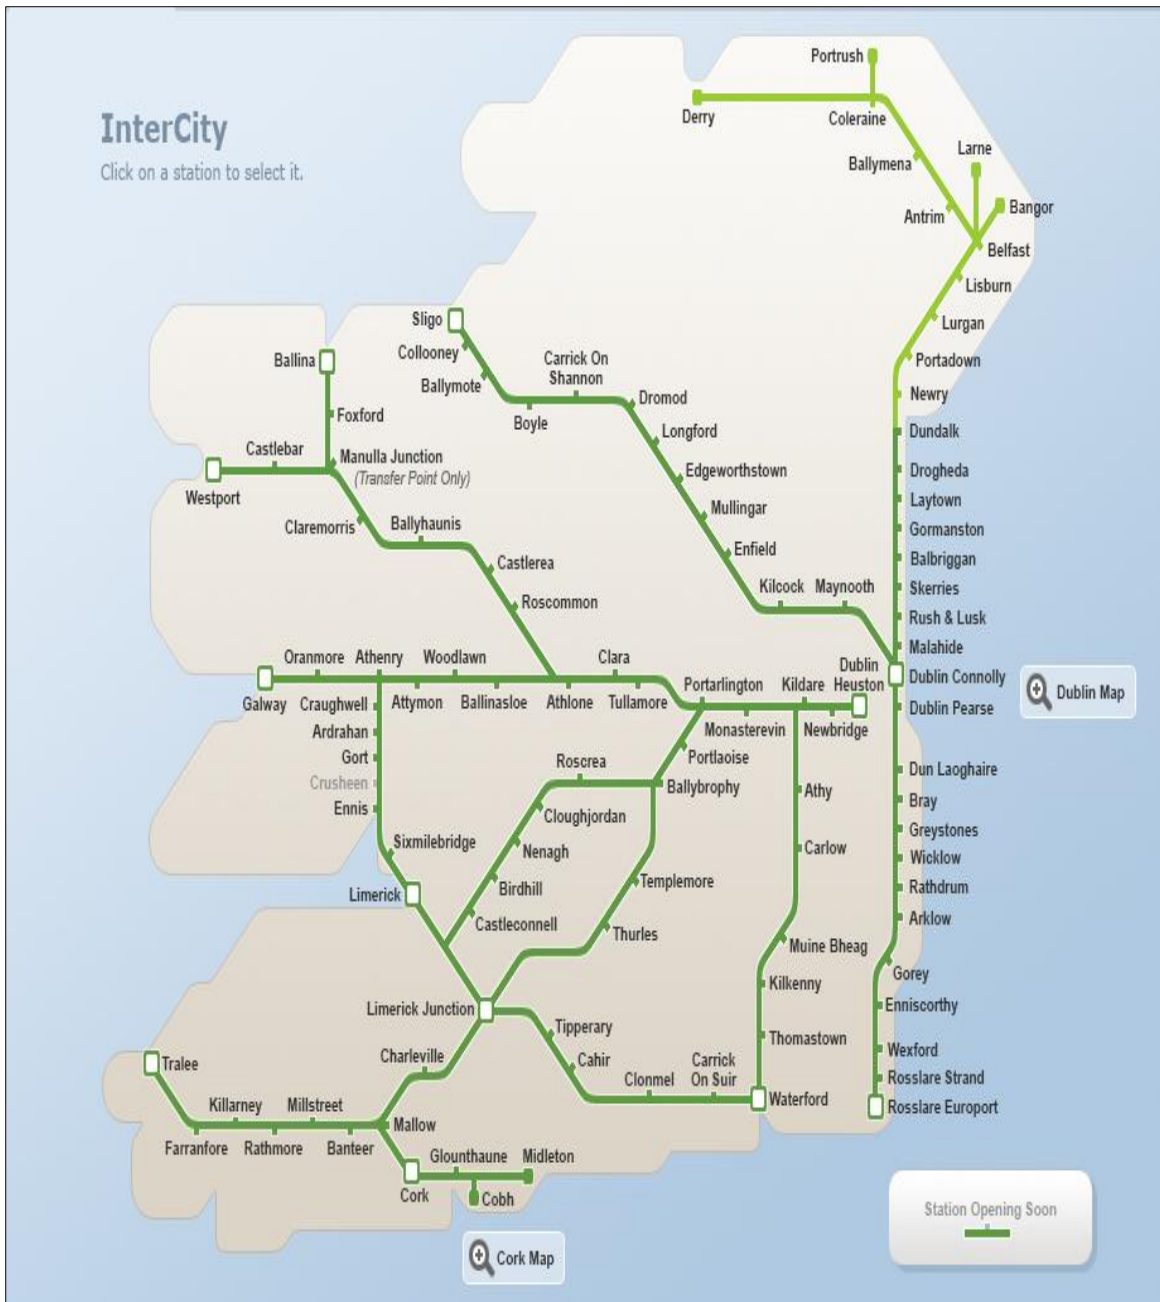 InterCity
Click on a station to select it.
Portrush
Derry
Coleraine
Larne
Ballymena
Bangor
Antrim
Belfast
Lisburn
Lurgan
Portadown
Newry
Sligo
Collooney
Ballymote
Carrick On
Shannon
Boyle
Dromod
Longford
Edgeworthstown
Mullingar
Enfield
Kilcock
Maynooth
Ballina
Foxford
Castlebar
Manulla Junction
(Transfer Point Only)
Westport
Claremorris
Ballyhaunis
Castlerea
Roscommon
Dundalk
Drogheda
Laytown
Gormanston
Balbriggan
Skerries
Rush & Lusk
Malahide
Dublin Connolly
Dublin Pearse
Dublin Map
Oranmore
Athenry
Woodlawn
Clara
Portarlington
Kildare
Dublin
Heuston
Galway
Craughwell
Attymon
Ballinasloe
Athlone
Tullamore
Monasterevin
Newbridge
Ardrahan
Gort
Crusheen
Ennis
Sixmilebridge
Limerick
Portlaoise
Roscrea
Ballybrophy
Cloughjordan
Nenagh
Birdhill
Castleconnell
Templemore
Thurles
Athy
Carlow
Muine Bheag
Kilkenny
Thomastown
Dun Laoghaire
Bray
Greystones
Wicklow
Rathdrum
Arklow
Gorey
Enniscorthy
Wexford
Rosslare Strand
Rosslare Europort
Limerick Junction
Tipperary
Cahir
Clonmel
Carrick
On Suir
Waterford
Charleville
Tralee
Killarney
Millstreet
Mallow
Farranfore
Rathmore
Banteer
Glounthaune
Midleton
Cork
Cobh
Cork Map
Station Opening Soon